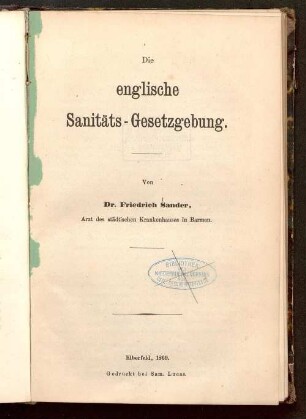 Die
englische
Sanitäts-Gesetzgebung.
Von
Dr. Friedrich Sander,
Arzt des städtischen Krankenhauses in Barmen.
BIBLIOTHEK
Elberfeld, 1869.
Gedruckt bei Sam. Lucas.